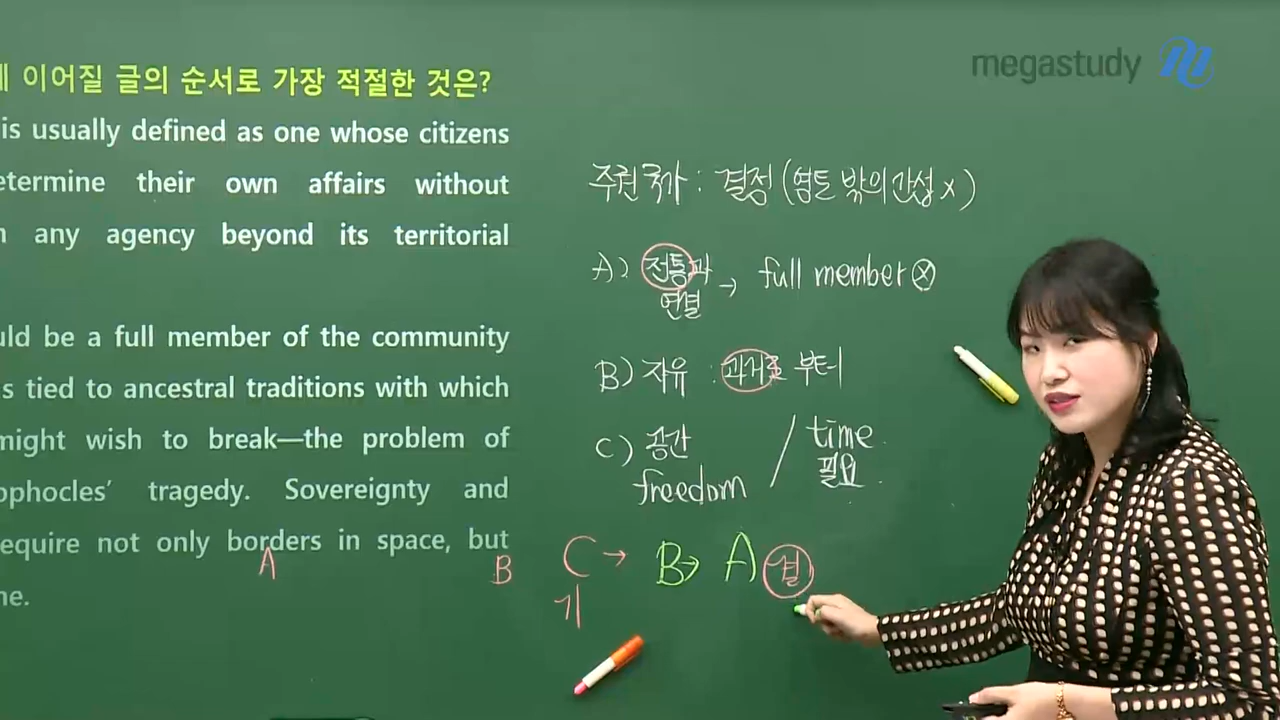 megastudy
이어질 글의 순서로 가장 적절한 것은?
is usually defined as one whose citizens
etermine their own affairs without
any agency beyond its territorial
uld be a full member of the community
s tied to ancestral traditions with which
might wish to break—the problem of
ophocles' tragedy. Sovereignty and
equire not only borders in space, but
ne.
주권국가 : 결정 (영토 밖의 간섭 x)
A) 전통과 → full member ⓧ
연결
B) 자유 : 과거로 부터
C) 공간 / time
freedom 필요
A B C → B → A 결
기